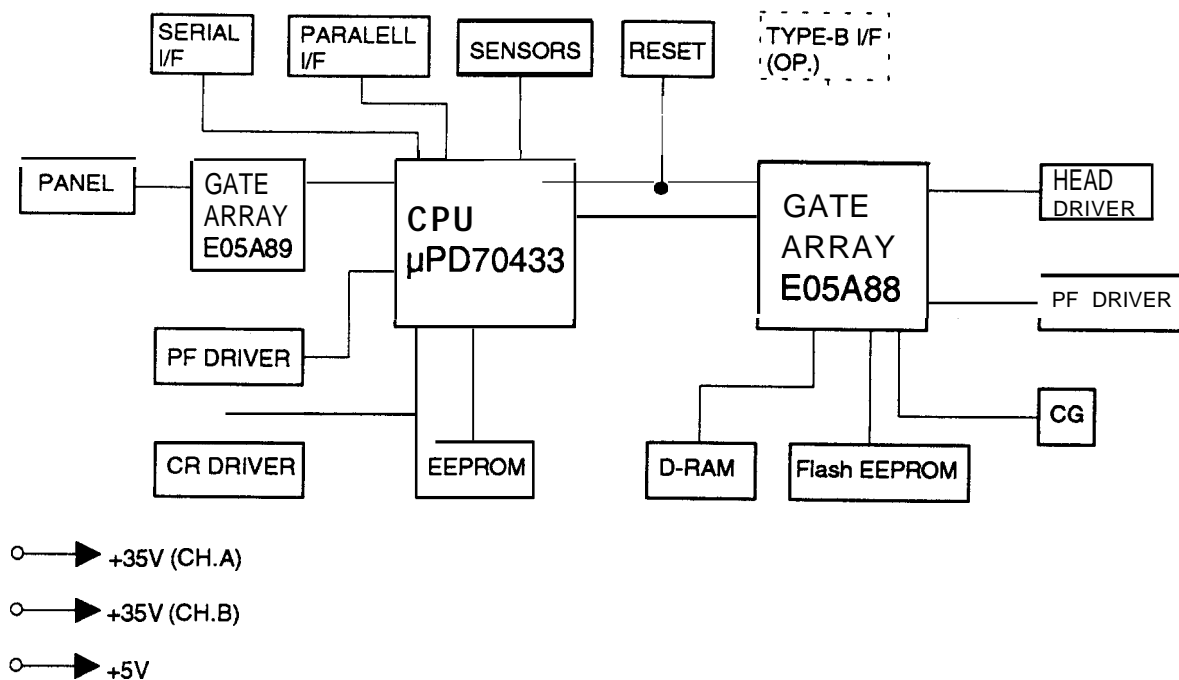 SERIAL
I/F
PARALELL
I/F
SENSORS
RESET
TYPE-B I/F
(OP.)
PANEL
GATE
ARRAY
E05A89
CPU
µPD70433
GATE
ARRAY
E05A88
HEAD
DRIVER
PF DRIVER
PF DRIVER
CR DRIVER
EEPROM
D-RAM
Flash EEPROM
CG
+35V (CH.A)
+35V (CH.B)
+5V